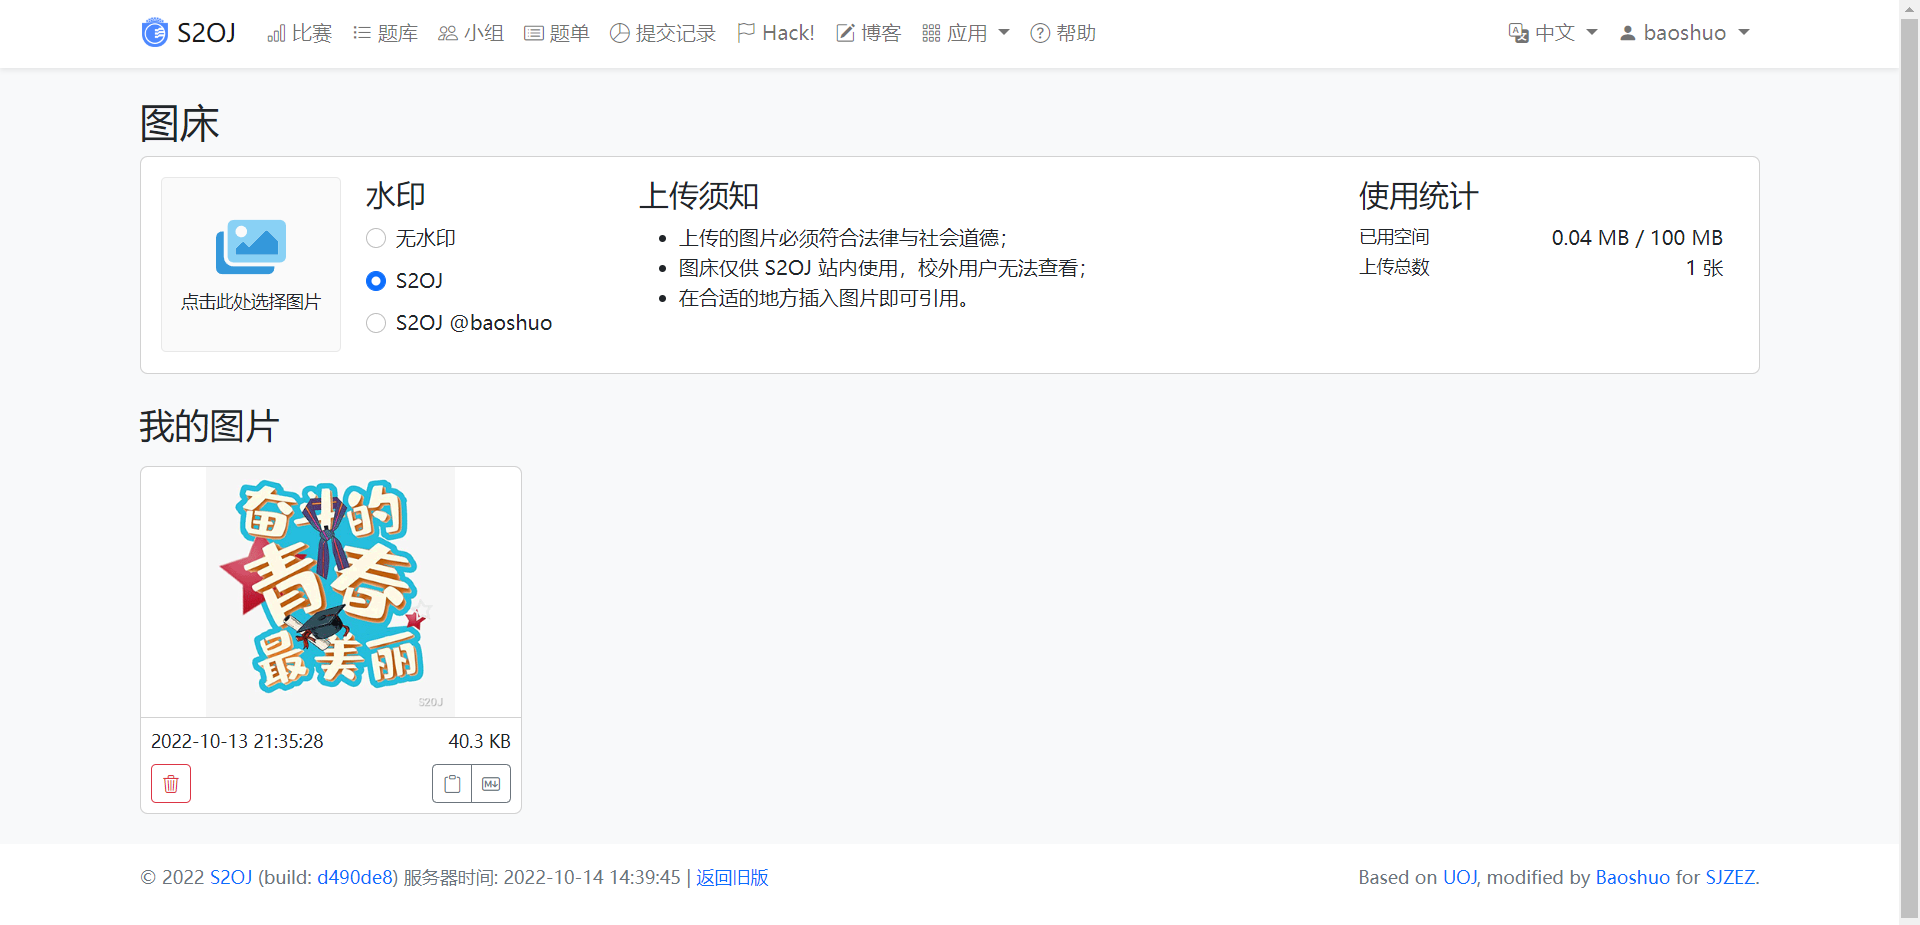 S2OJ 比赛 题库 小组 题单 提交记录 Hack! 博客 应用 帮助 中文 baoshuo
图床
点击此处选择图片
水印
无水印
S2OJ
S2OJ @baoshuo
上传须知
上传的图片必须符合法律与社会道德；
图床仅供 S2OJ 站内使用，校外用户无法查看；
在合适的地方插入图片即可引用。
使用统计
已用空间 0.04 MB / 100 MB
上传总数 1 张
我的图片
奋斗的
青春
最美丽
S2OJ
2022-10-13 21:35:28 40.3 KB
© 2022 S2OJ (build: d490de8) 服务器时间: 2022-10-14 14:39:45 | 返回旧版
Based on UOJ, modified by Baoshuo for SJZEZ.